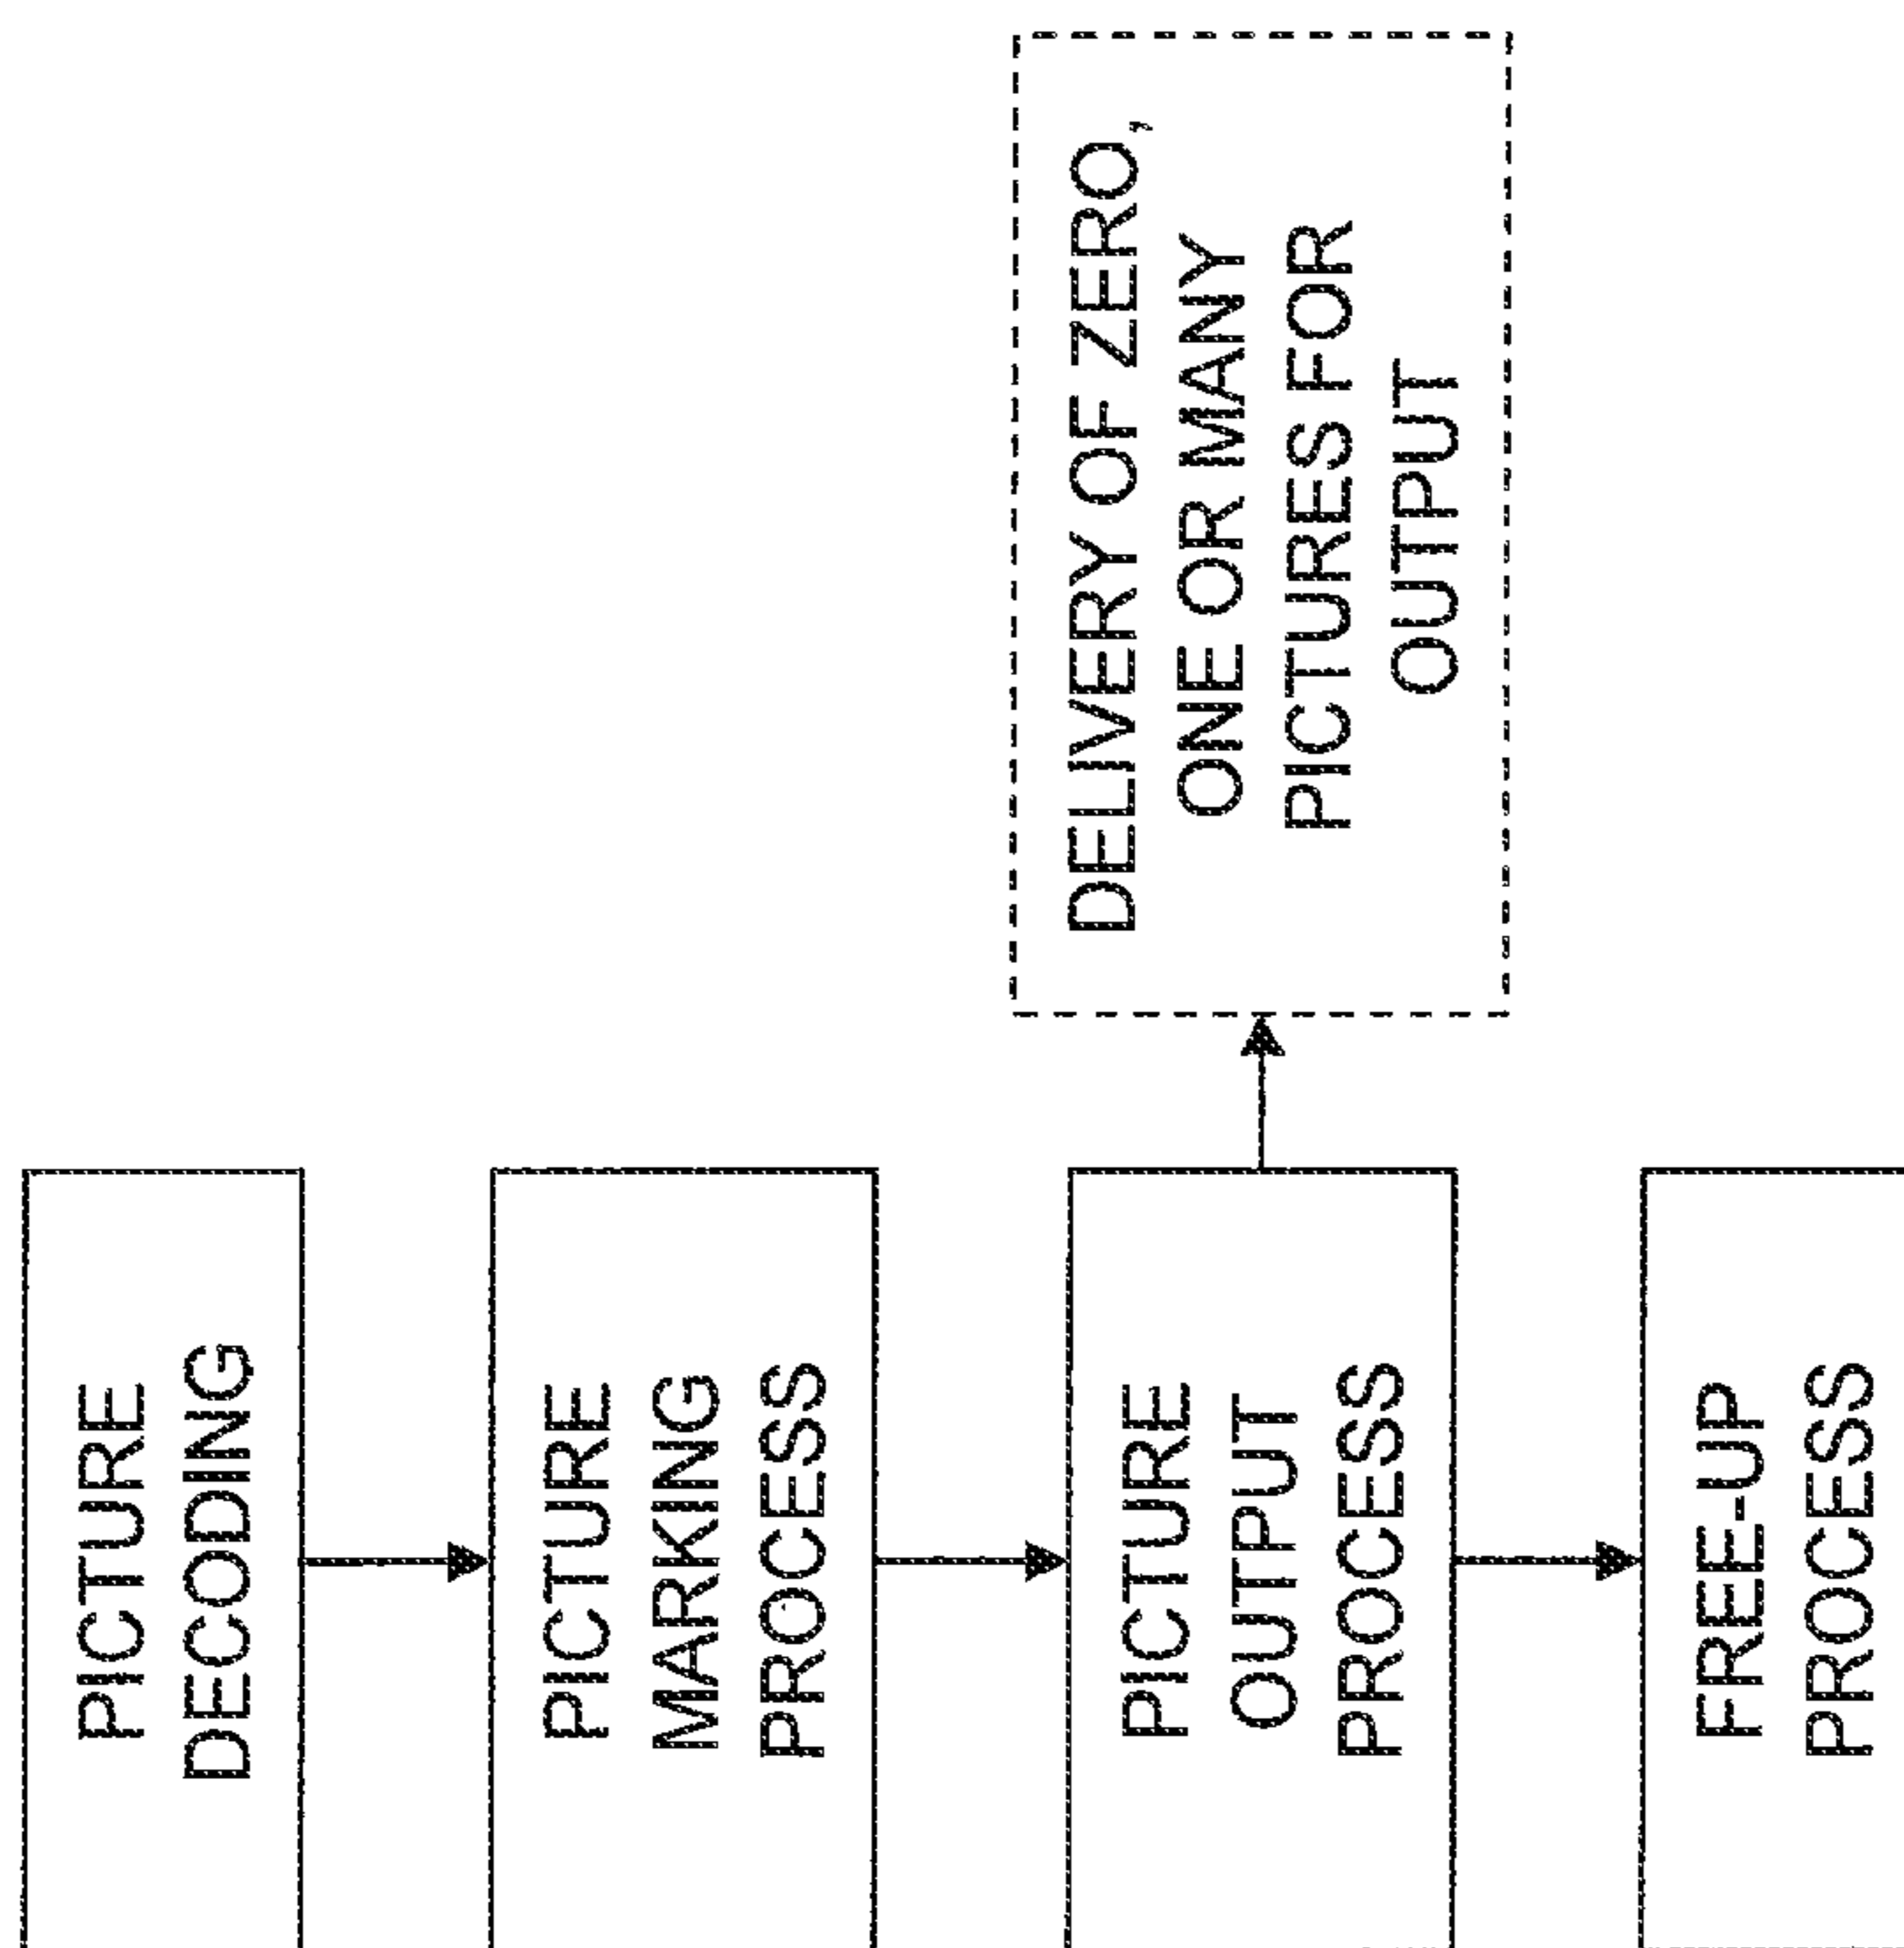 PICTURE
DECODING
PICTURE
MARKING
PROCESS
PICTURE
OUTPUT
PROCESS
DELIVERY OF ZERO,
ONE OR MANY
PICTURES FOR
OUTPUT
FREE-UP
PROCESS